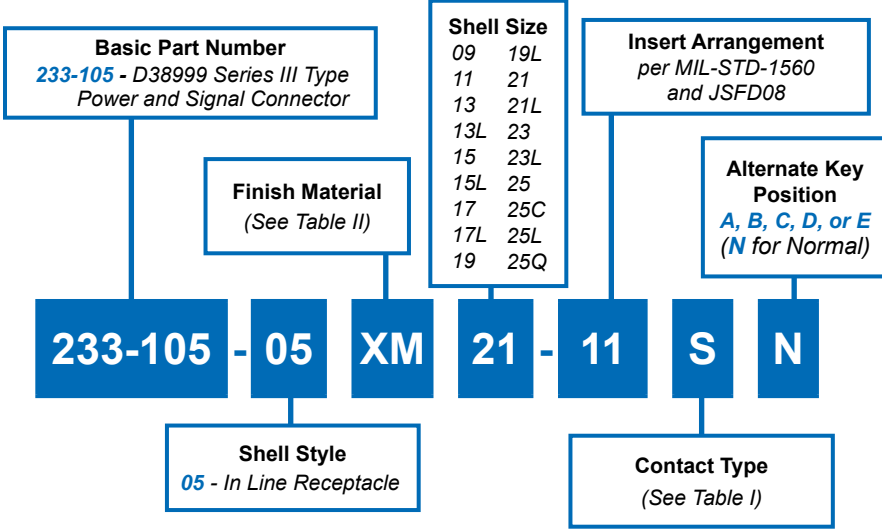 Basic Part Number
233-105 - D38999 Series III Type
Power and Signal Connector
Finish Material
(See Table II)
Shell Size
09 19L
11 21
13 21L
13L 23
15 23L
15L 25
17 25C
17L 25L
19 25Q
Insert Arrangement
per MIL-STD-1560
and JSFD08
Alternate Key
Position
A, B, C, D, or E
(N for Normal)
233-105 - 05 XM 21 - 11 S N
Shell Style
05 - In Line Receptacle
Contact Type
(See Table I)